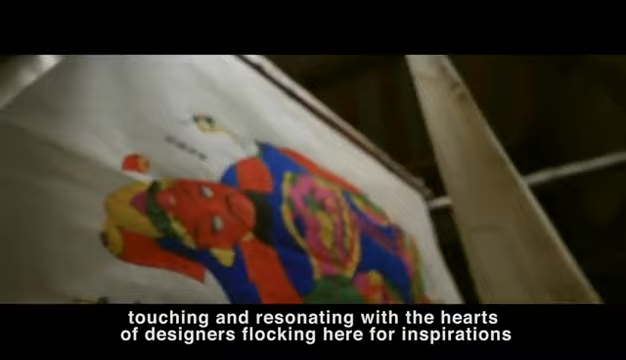 touching and resonating with the hearts
of designers flocking here for inspirations